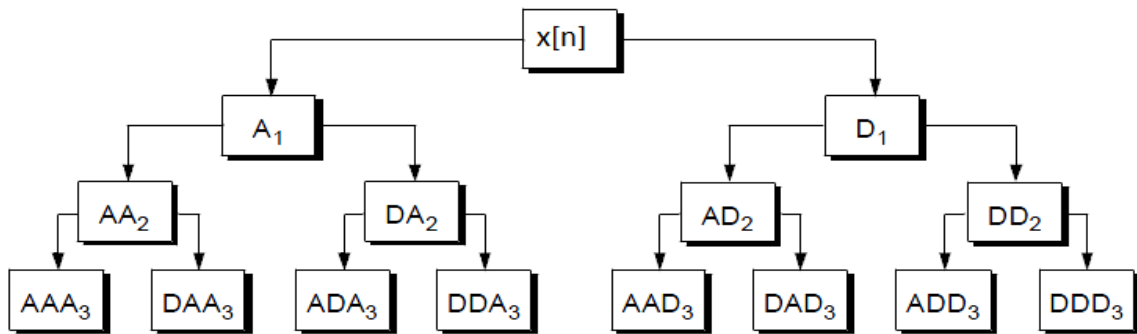 x[n]
A₁ D₁
AA₂ DA₂ AD₂ DD₂
AAA₃ DAA₃ ADA₃ DDA₃ AAD₃ DAD₃ ADD₃ DDD₃